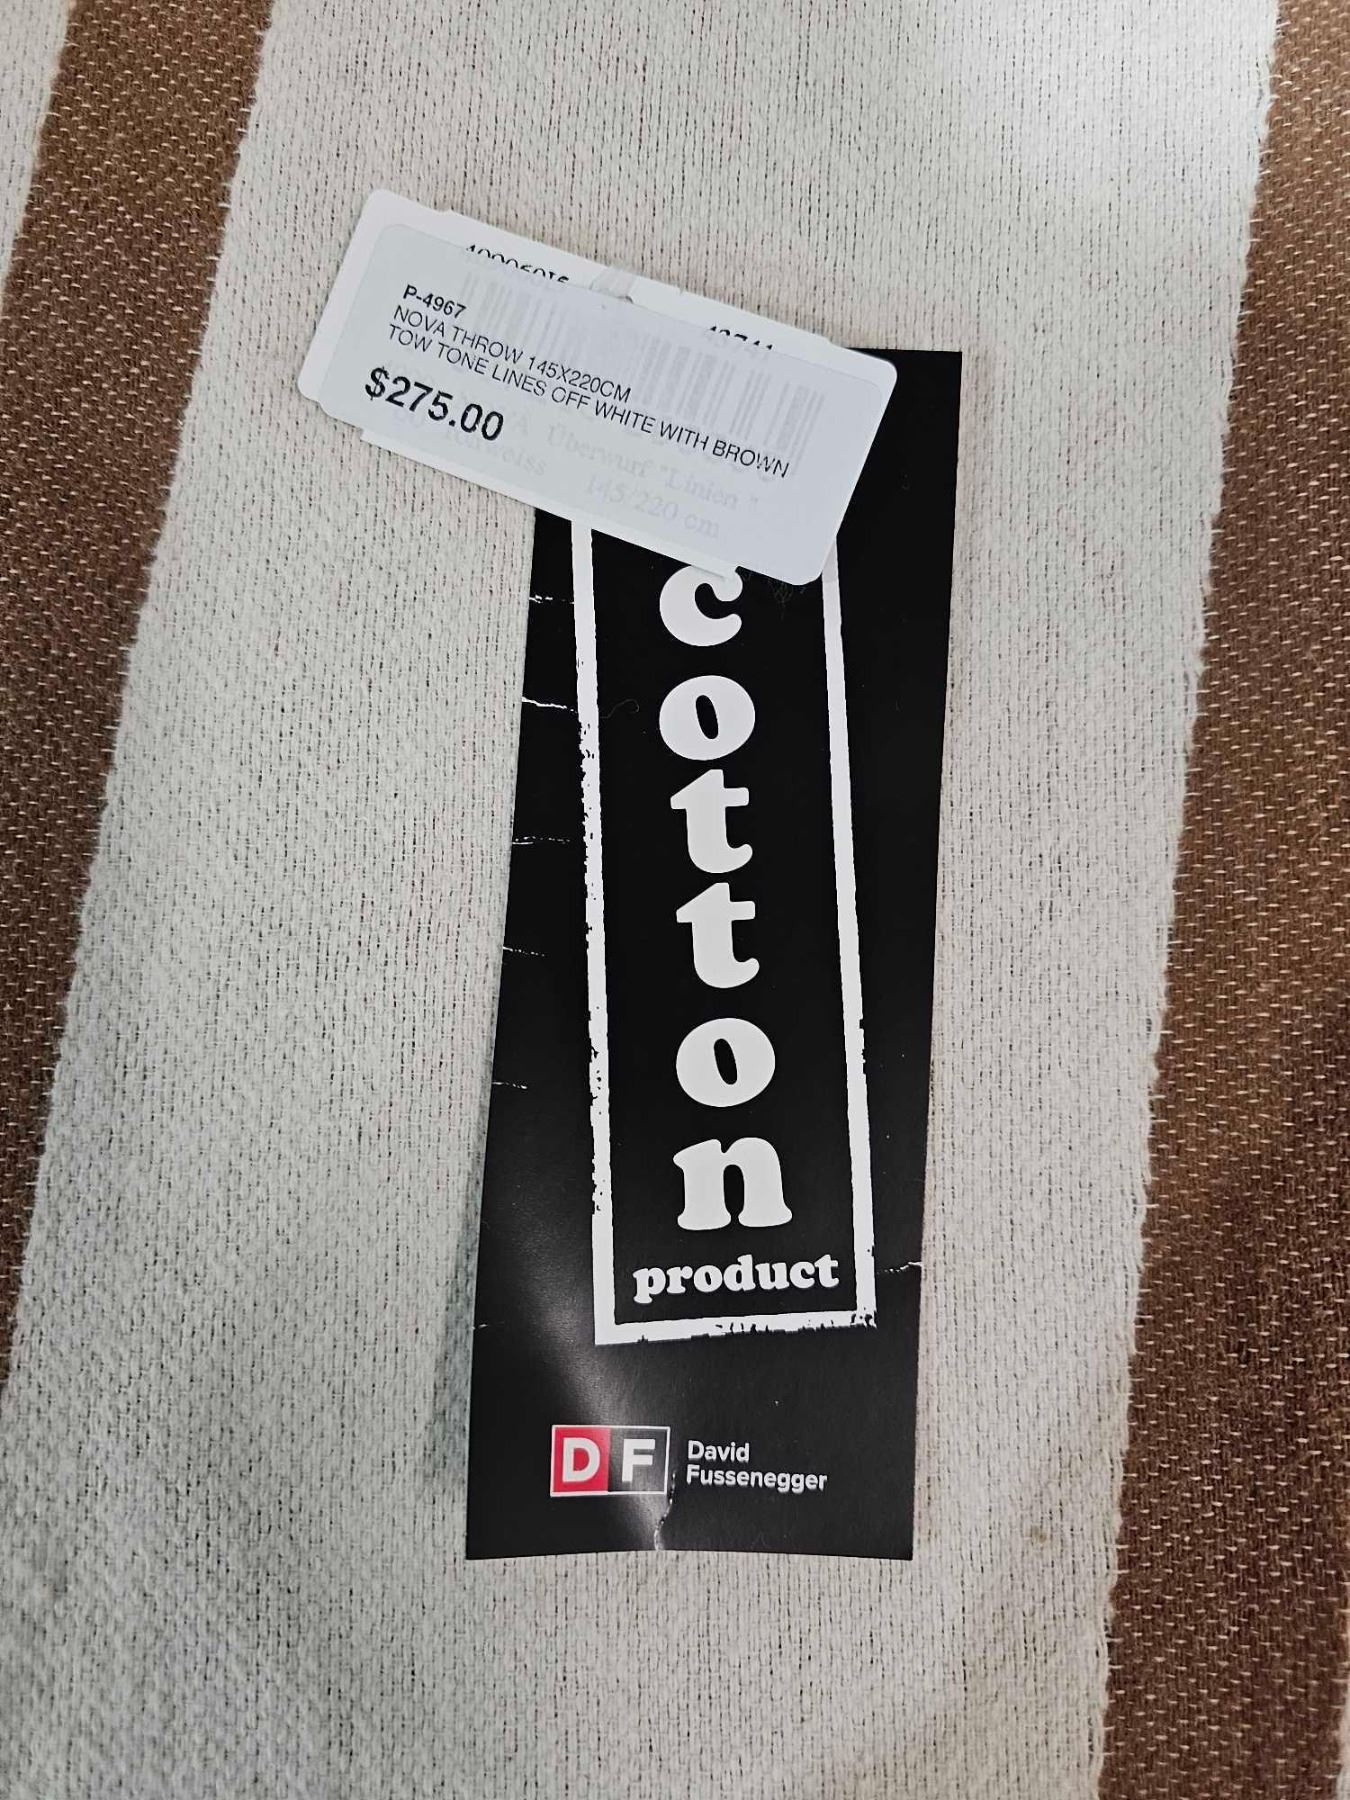 P-4967
NOVA THROW 145X220CM
TOW TONE LINES OFF WHITE WITH BROWN
$275.00
Überwurf "Linien"
145/220 cm
cotton
product
DF
David
Fussenegger